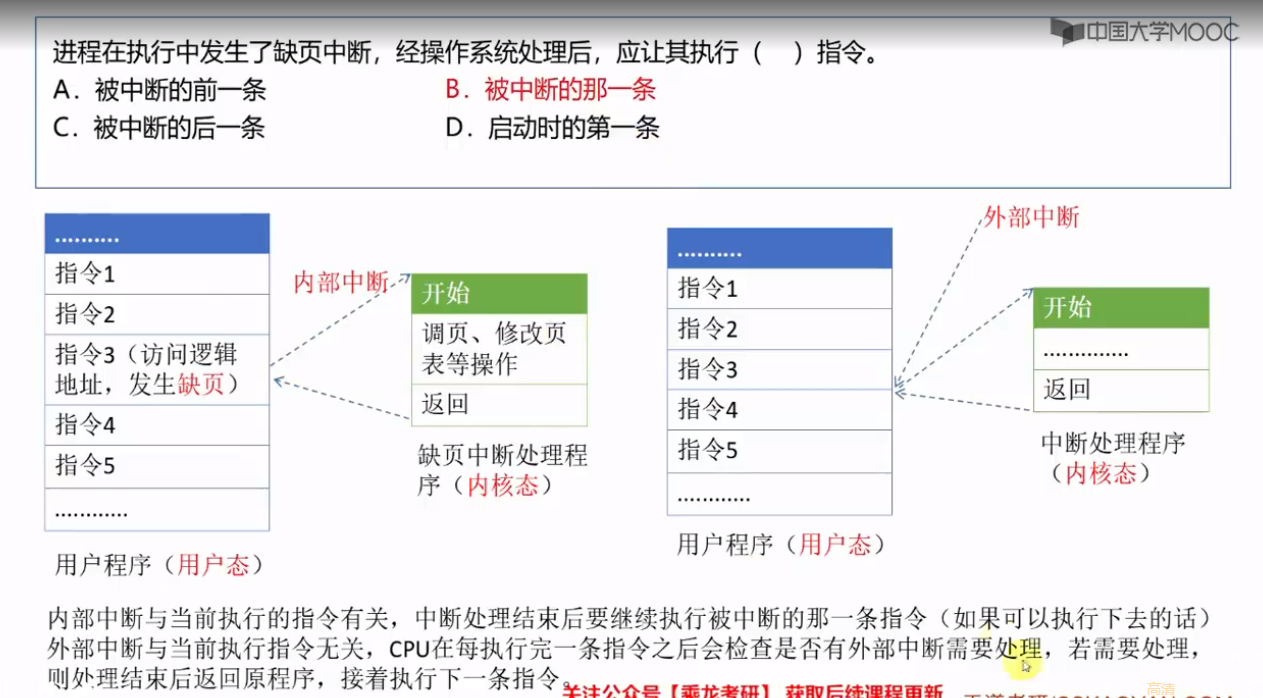 中国大学MOOC
进程在执行中发生了缺页中断，经操作系统处理后，应让其执行（ ）指令。
A．被中断的前一条
B．被中断的那一条
C．被中断的后一条
D．启动时的第一条
..........
指令1
指令2
指令3（访问逻辑
地址，发生缺页）
指令4
指令5
............
用户程序（用户态）
内部中断
开始
调页、修改页
表等操作
返回
缺页中断处理程
序（内核态）
..........
指令1
指令2
指令3
指令4
指令5
............
用户程序（用户态）
外部中断
开始
..............
返回
中断处理程序
（内核态）
内部中断与当前执行的指令有关，中断处理结束后要继续执行被中断的那一条指令（如果可以执行下去的话）
外部中断与当前执行指令无关，CPU在每执行完一条指令之后会检查是否有外部中断需要处理，若需要处理，
则处理结束后返回原程序，接着执行下一条指令。
关注公众号【乘龙考研】 获取后续课程更新
高清